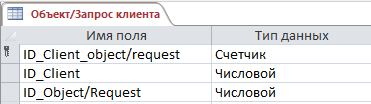 Объект/Запрос клиента
Имя поля Тип данных
ID_Client_object/request Счетчик
ID_Client Числовой
ID_Object/Request Числовой